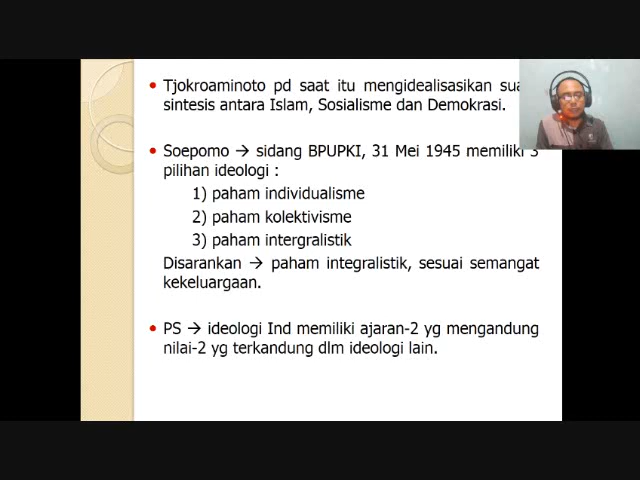 • Tjokroaminoto pd saat itu mengidealisasikan
sintesis antara Islam, Sosialisme dan Demokrasi.
• Soepomo → sidang BPUPKI, 31 Mei 1945 memiliki 3
pilihan ideologi :
1) paham individualisme
2) paham kolektivisme
3) paham intergralistik
Disarankan → paham integralistik, sesuai semangat
kekeluargaan.
• PS → ideologi Ind memiliki ajaran-2 yg mengandung
nilai-2 yg terkandung dlm ideologi lain.